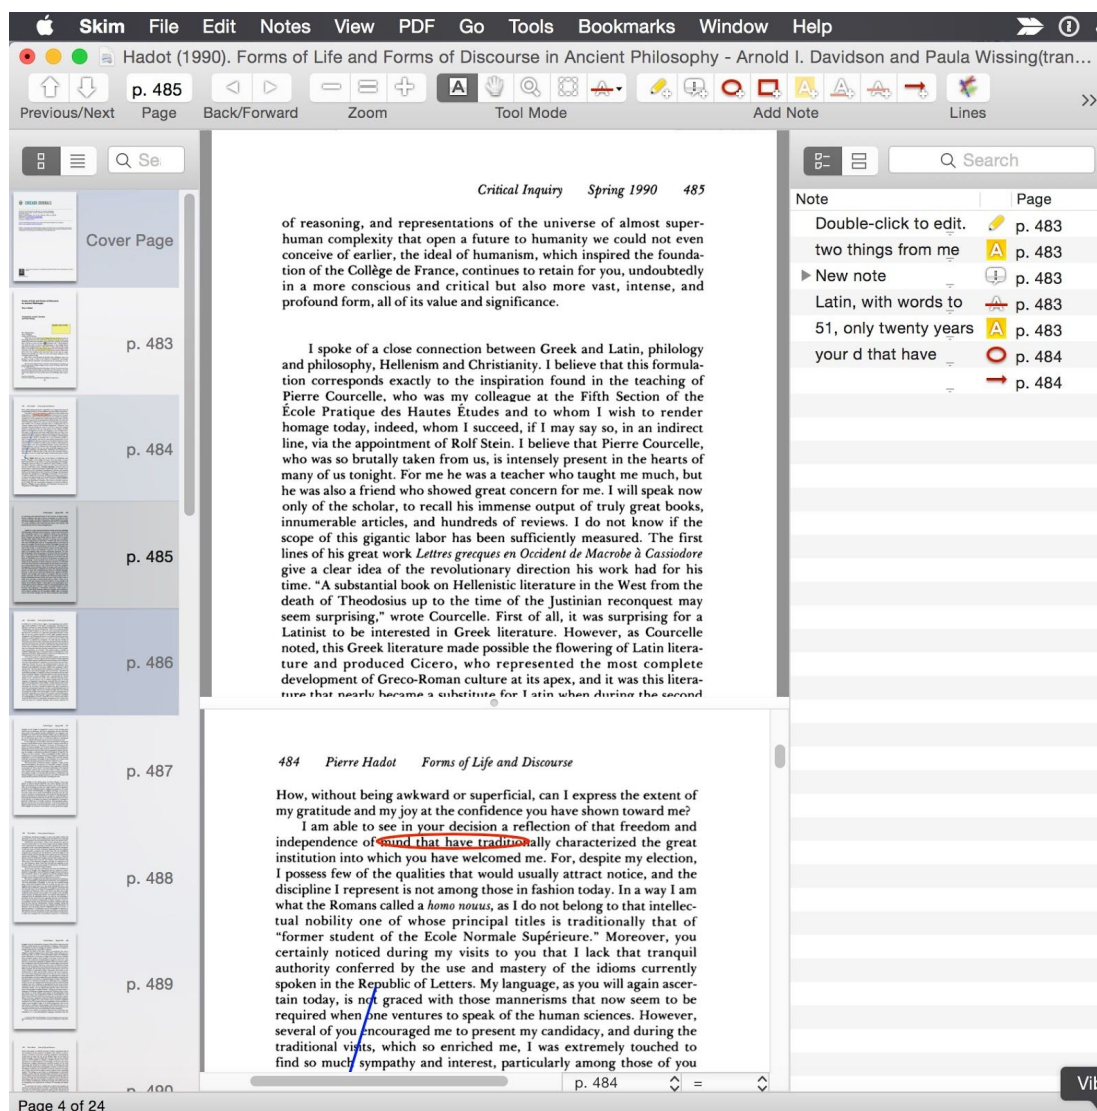 Skim File Edit Notes View PDF Go Tools Bookmarks Window Help
Hadot (1990). Forms of Life and Forms of Discourse in Ancient Philosophy - Arnold I. Davidson and Paula Wissing(tran...
p. 485
Previous/Next Page Back/Forward Zoom Tool Mode Add Note Lines
Se
Cover Page
p. 483
p. 484
p. 485
p. 486
p. 487
p. 488
p. 489
p. 490
Critical Inquiry Spring 1990 485
of reasoning, and representations of the universe of almost super-
human complexity that open a future to humanity we could not even
conceive of earlier, the ideal of humanism, which inspired the founda-
tion of the Collège de France, continues to retain for you, undoubtedly
in a more conscious and critical but also more vast, intense, and
profound form, all of its value and significance.
I spoke of a close connection between Greek and Latin, philology
and philosophy, Hellenism and Christianity. I believe that this formula-
tion corresponds exactly to the inspiration found in the teaching of
Pierre Courcelle, who was my colleague at the Fifth Section of the
École Pratique des Hautes Études and to whom I wish to render
homage today, indeed, whom I succeed, if I may say so, in an indirect
line, via the appointment of Rolf Stein. I believe that Pierre Courcelle,
who was so brutally taken from us, is intensely present in the hearts of
many of us tonight. For me he was a teacher who taught me much, but
he was also a friend who showed great concern for me. I will speak now
only of the scholar, to recall his immense output of truly great books,
innumerable articles, and hundreds of reviews. I do not know if the
scope of this gigantic labor has been sufficiently measured. The first
lines of his great work Lettres grecques en Occident de Macrobe à Cassiodore
give a clear idea of the revolutionary direction his work had for his
time. “A substantial book on Hellenistic literature in the West from the
death of Theodosius up to the time of the Justinian reconquest may
seem surprising,” wrote Courcelle. First of all, it was surprising for a
Latinist to be interested in Greek literature. However, as Courcelle
noted, this Greek literature made possible the flowering of Latin litera-
ture and produced Cicero, who represented the most complete
development of Greco-Roman culture at its apex, and it was this litera-
ture that nearly became a substitute for Latin when during the second
484 Pierre Hadot Forms of Life and Discourse
How, without being awkward or superficial, can I express the extent of
my gratitude and my joy at the confidence you have shown toward me?
I am able to see in your decision a reflection of that freedom and
independence of mind that have traditionally characterized the great
institution into which you have welcomed me. For, despite my election,
I possess few of the qualities that would usually attract notice, and the
discipline I represent is not among those in fashion today. In a way I am
what the Romans called a homo nouus, as I do not belong to that intellec-
tual nobility one of whose principal titles is traditionally that of
“former student of the Ecole Normale Supérieure.” Moreover, you
certainly noticed during my visits to you that I lack that tranquil
authority conferred by the use and mastery of the idioms currently
spoken in the Republic of Letters. My language, as you will again ascer-
tain today, is not graced with those mannerisms that now seem to be
required when one ventures to speak of the human sciences. However,
several of you encouraged me to present my candidacy, and during the
traditional visits, which so enriched me, I was extremely touched to
find so much sympathy and interest, particularly among those of you
p. 484 =
Search
Note Page
Double-click to edit. p. 483
two things from me p. 483
New note p. 483
Latin, with words to p. 483
51, only twenty years p. 483
your d that have p. 484
p. 484
Page 4 of 24